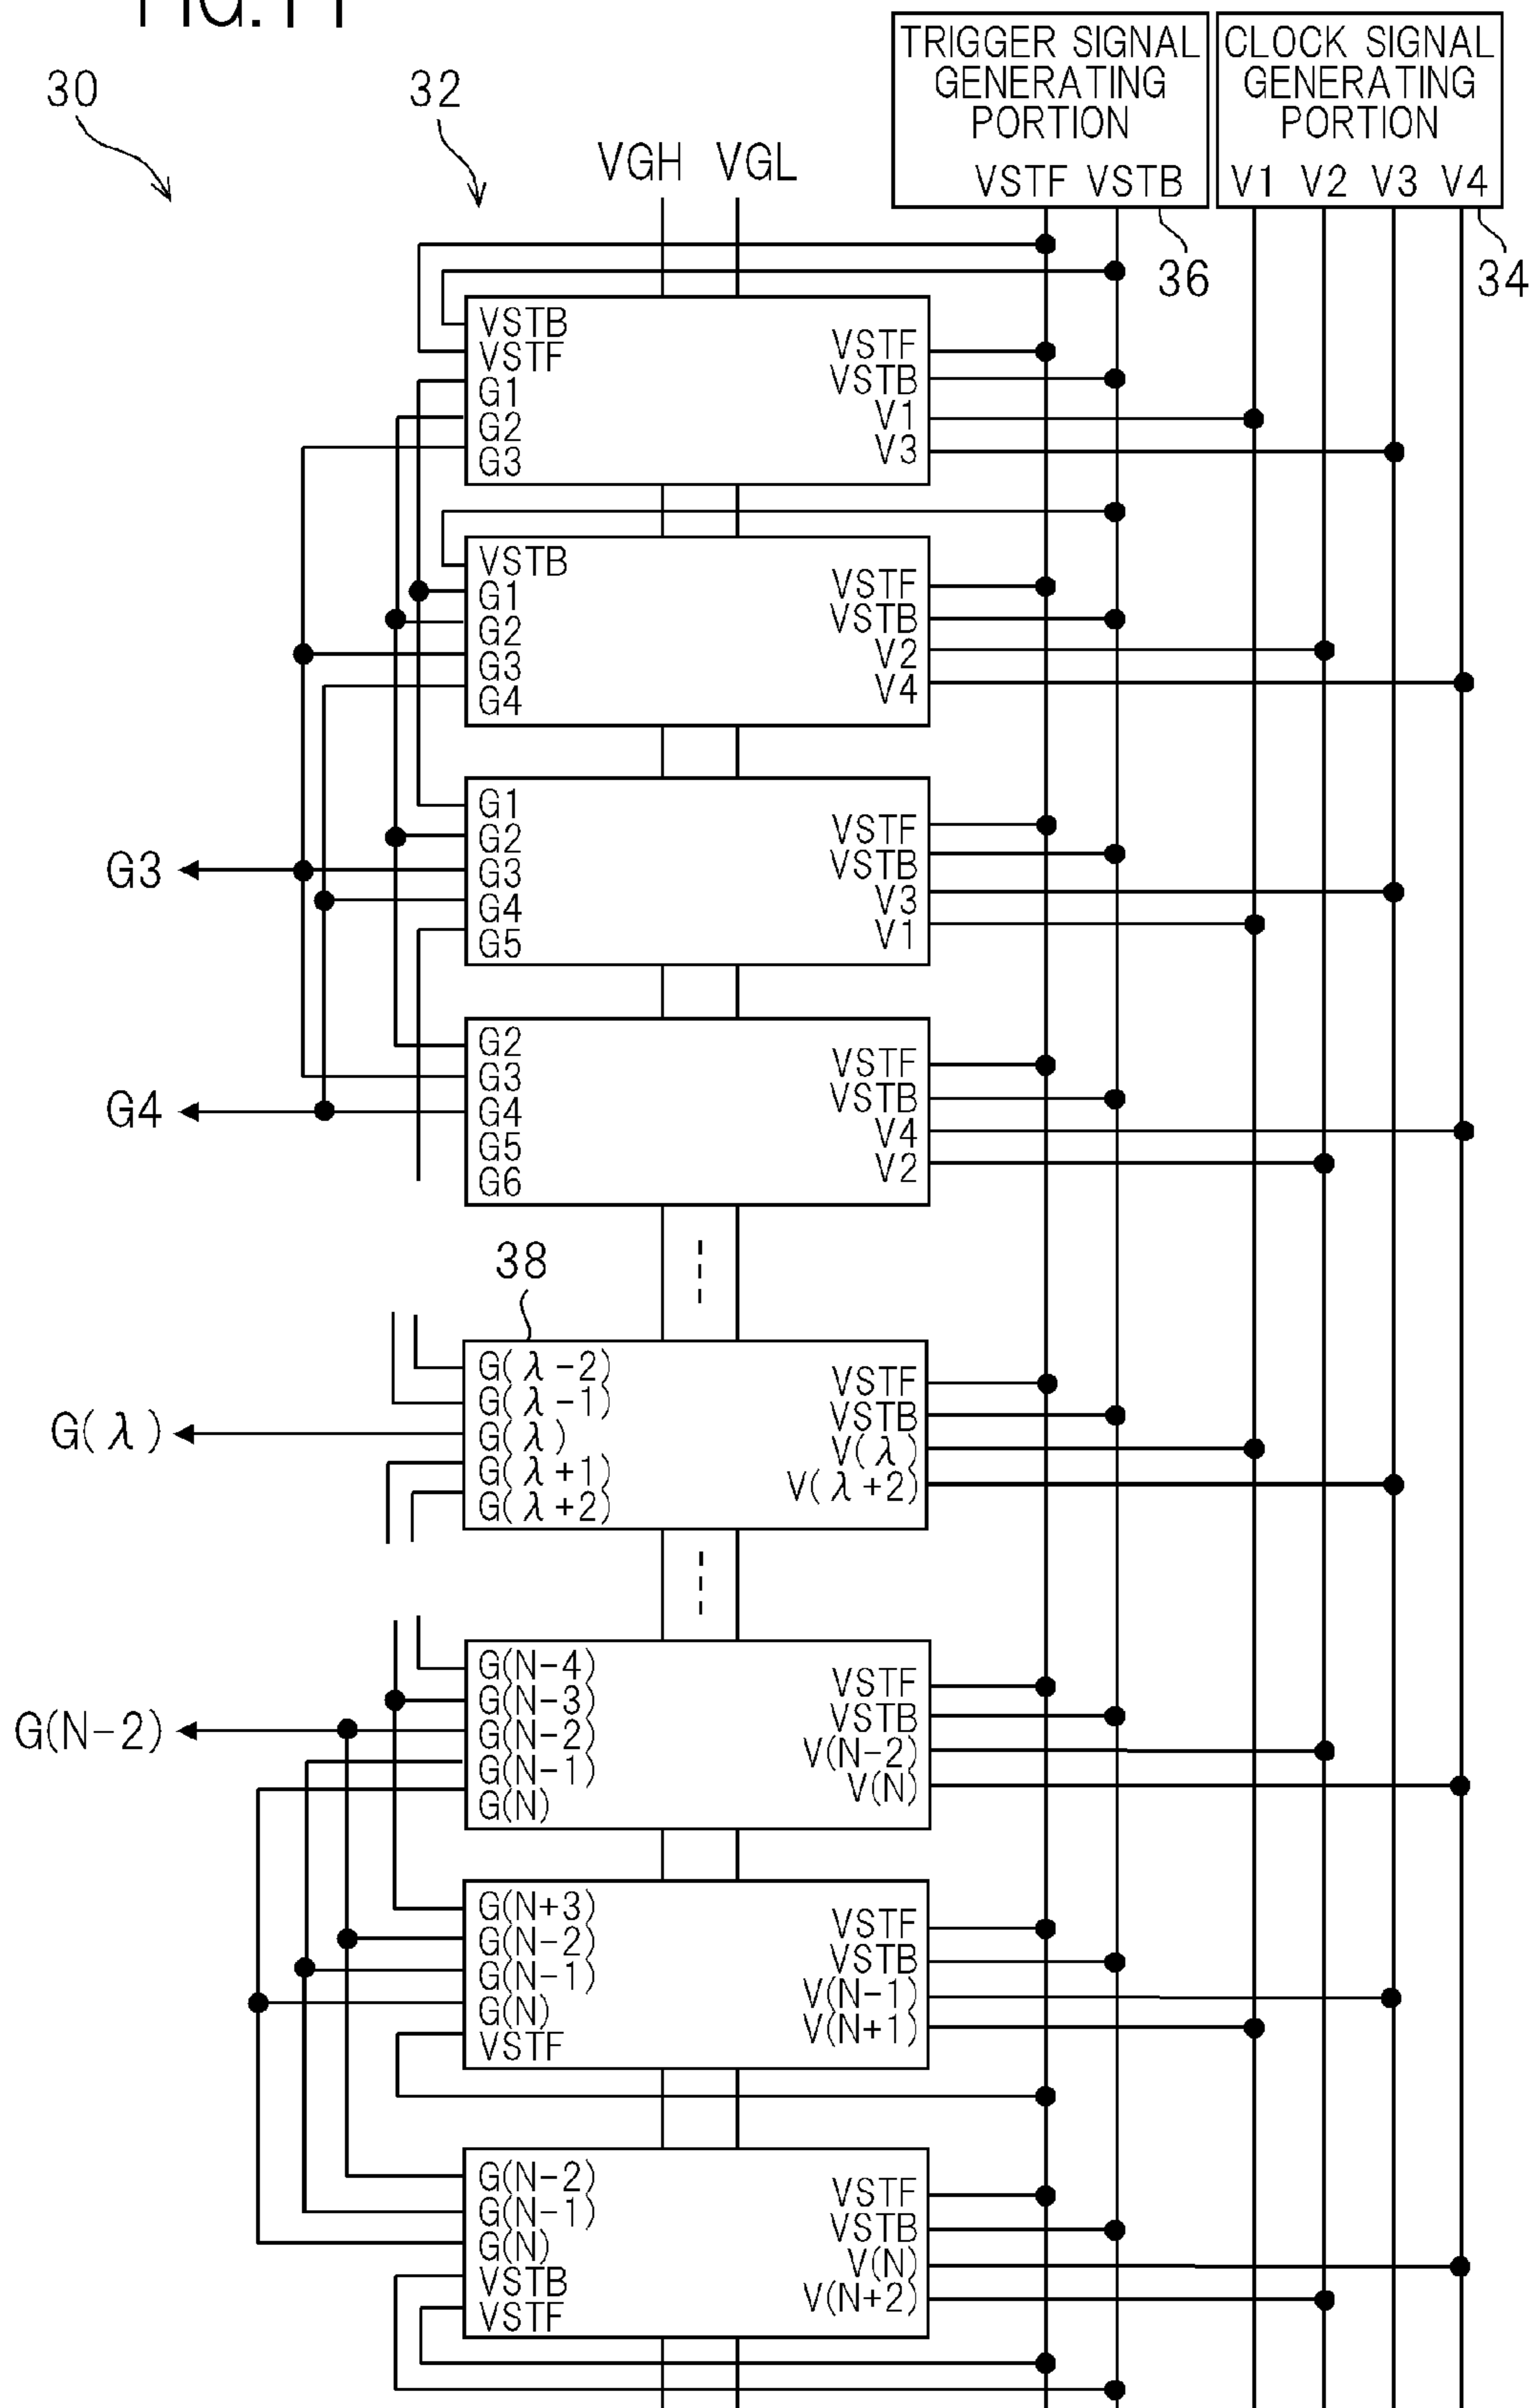 FIG. 11
30
32
TRIGGER SIGNAL
GENERATING
PORTION
VSTF VSTB
CLOCK SIGNAL
GENERATING
PORTION
V1 V2 V3 V4
VGH VGL
36
34
VSTB
VSTF
G1
G2
G3
VSTF
VSTB
V1
V3
VSTB
G1
G2
G3
G4
VSTF
VSTB
V2
V4
G3
G1
G2
G3
G4
G5
VSTF
VSTB
V3
V1
G4
G2
G3
G4
G5
G6
VSTF
VSTB
V4
V2
38
G(λ)
G(λ-2)
G(λ-1)
G(λ)
G(λ+1)
G(λ+2)
VSTF
VSTB
V(λ)
V(λ+2)
G(N-2)
G(N-4)
G(N-3)
G(N-2)
G(N-1)
G(N)
VSTF
VSTB
V(N-2)
V(N)
G(N+3)
G(N-2)
G(N-1)
G(N)
VSTF
VSTF
VSTB
V(N-1)
V(N+1)
G(N-2)
G(N-1)
G(N)
VSTB
VSTF
VSTF
VSTB
V(N)
V(N+2)